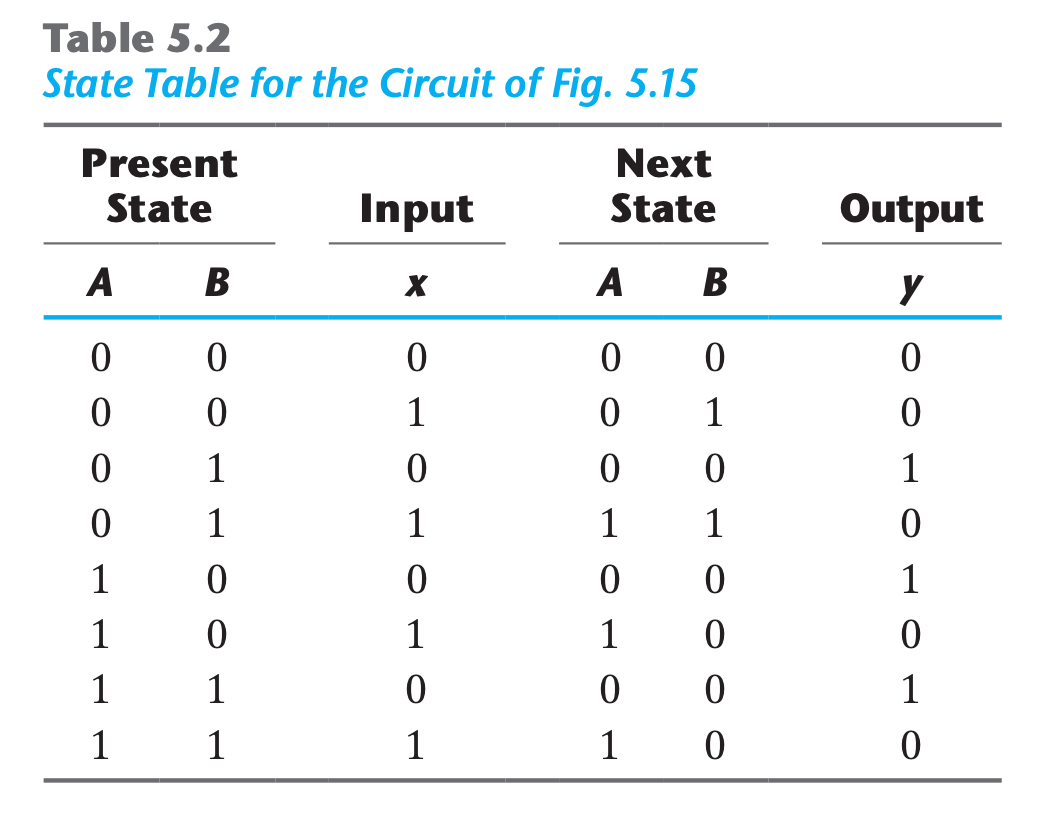 Table 5.2
State Table for the Circuit of Fig. 5.15
Present State Input Next State Output
A B x A B y
0 0 0 0 0 0
0 0 1 0 1 0
0 1 0 0 0 1
0 1 1 1 1 0
1 0 0 0 0 1
1 0 1 1 0 0
1 1 0 0 0 1
1 1 1 1 0 0